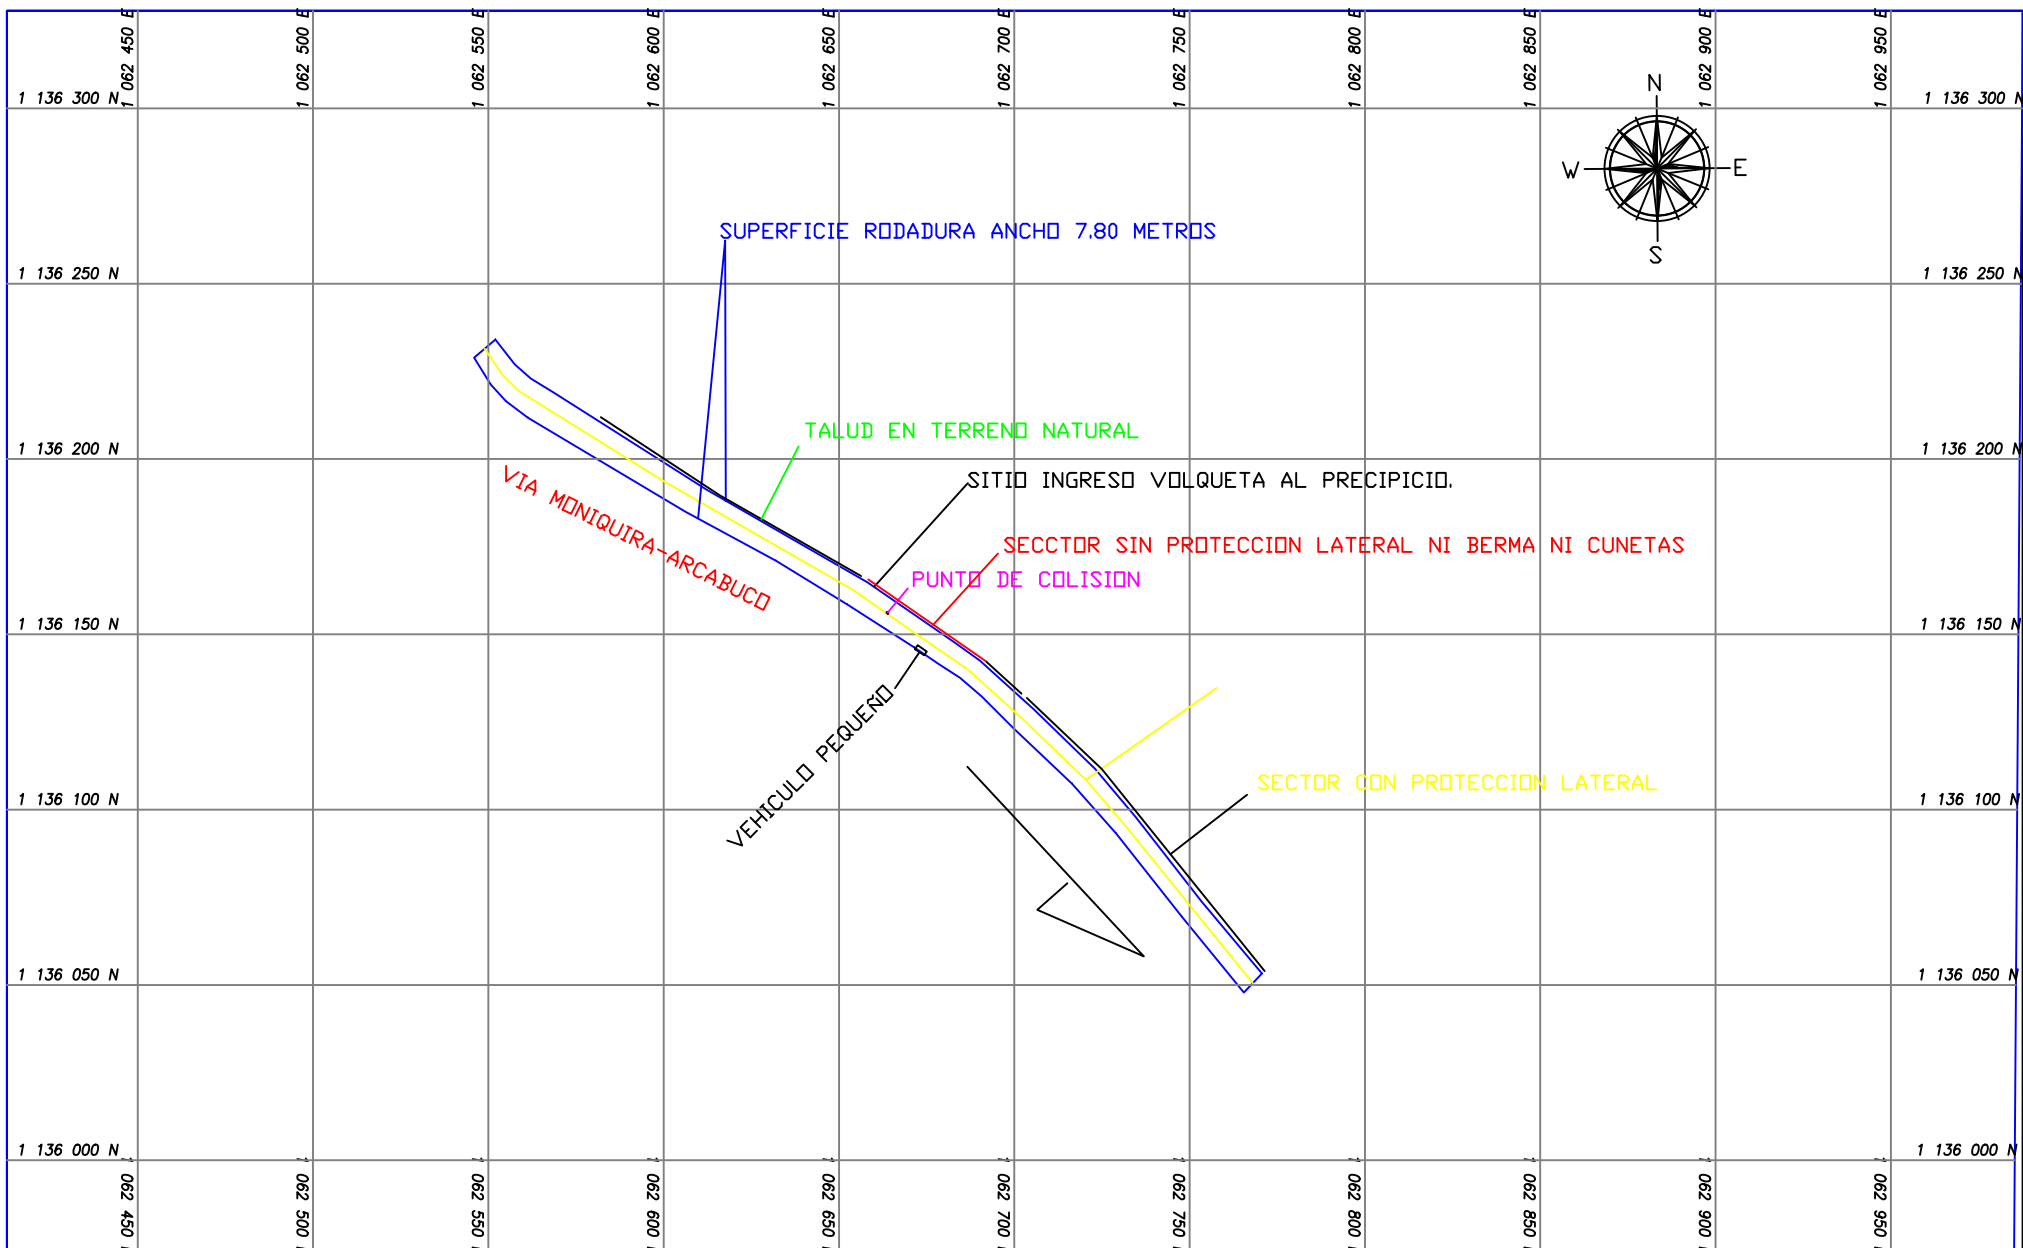 1 062 450 E
1 062 500 E
1 062 550 E
1 062 600 E
1 062 650 E
1 062 700 E
1 062 750 E
1 062 800 E
1 062 850 E
1 062 900 E
1 062 950 E
1 136 300 N
1 136 300 N
N
W
E
S
SUPERFICIE RODADURA ANCHO 7.80 METROS
1 136 250 N
1 136 250 N
TALUD EN TERRENO NATURAL
1 136 200 N
1 136 200 N
SITIO INGRESO VOLQUETA AL PRECIPICIO.
VIA MONIQUIRA-ARCABUCO
SECCTOR SIN PROTECCION LATERAL NI BERMA NI CUNETAS
PUNTO DE COLISION
1 136 150 N
1 136 150 N
VEHICULO PEQUEÑO
SECTOR CON PROTECCION LATERAL
1 136 100 N
1 136 100 N
1 136 050 N
1 136 050 N
1 136 000 N
1 136 000 N
1 062 450
1 062 500
1 062 550
1 062 600
1 062 650
1 062 700
1 062 750
1 062 800
1 062 850
1 062 900
1 062 950